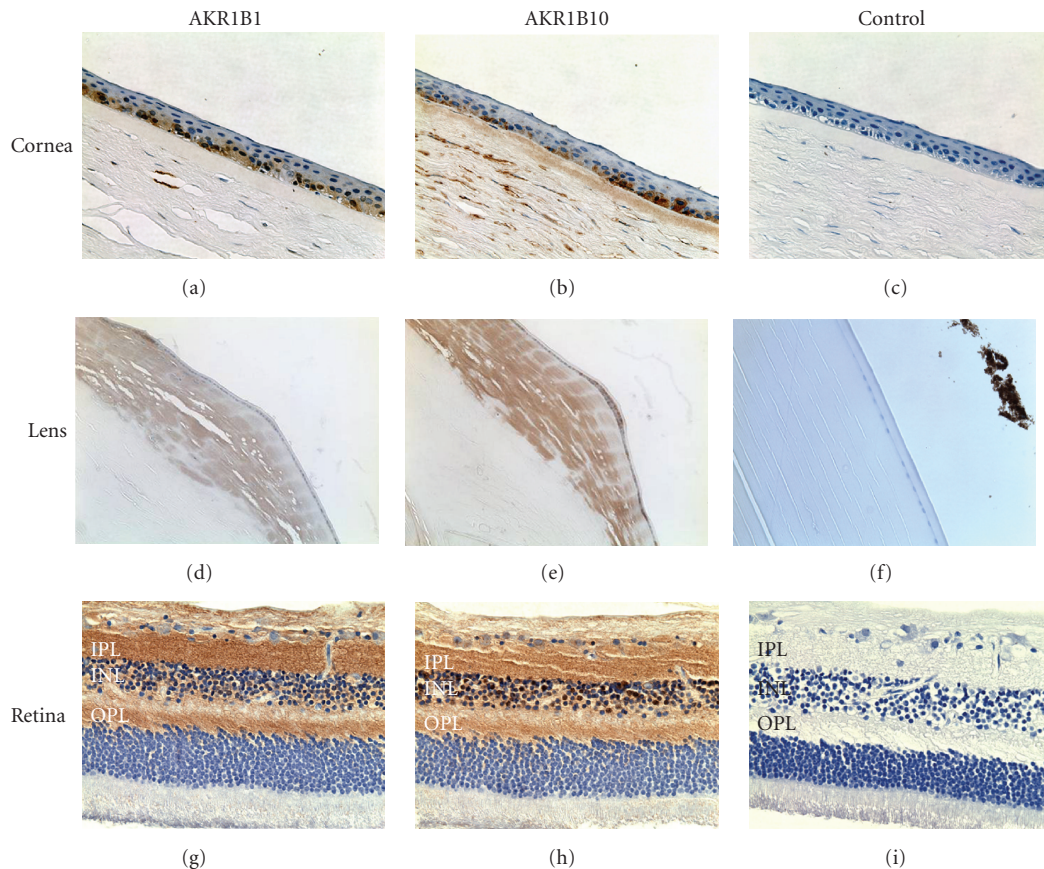 AKR1B1 AKR1B10 Control
Cornea
(a) (b) (c)
Lens
(d) (e) (f)
IPL IPL IPL
INL INL INL
OPL OPL OPL
Retina
(g) (h) (i)